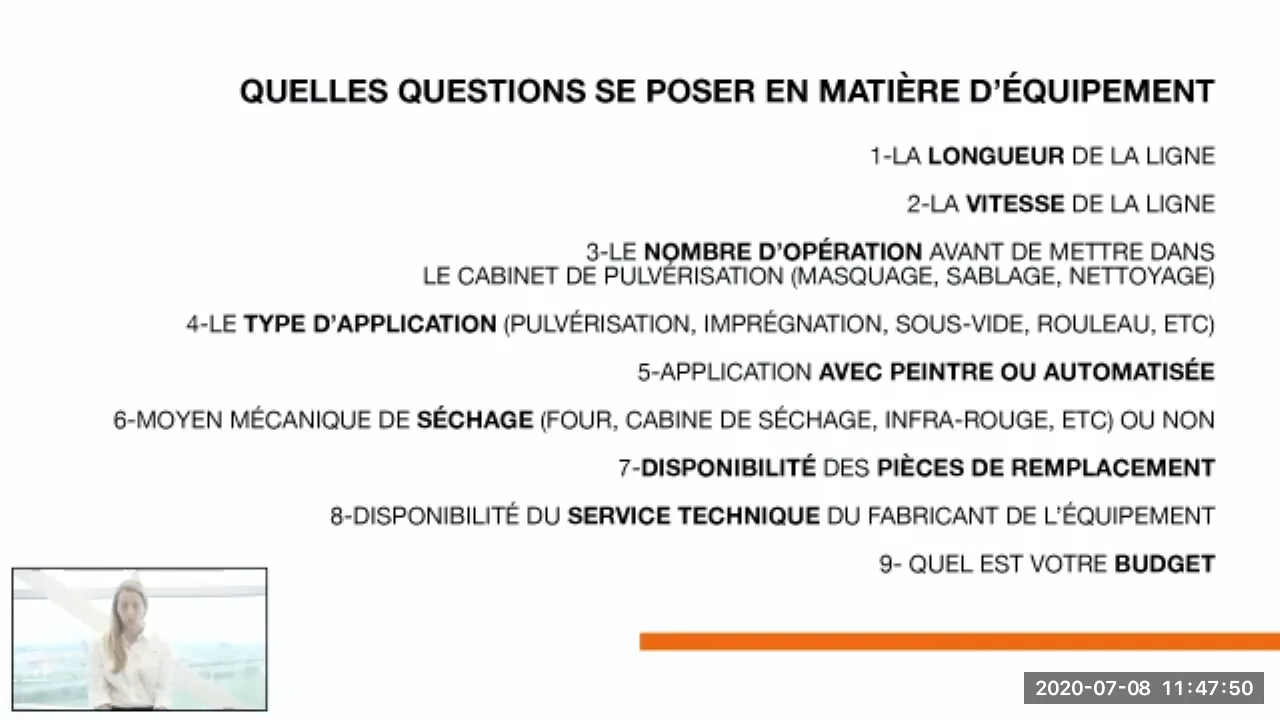 QUELLES QUESTIONS SE POSER EN MATIÈRE D'ÉQUIPEMENT
1-LA LONGUEUR DE LA LIGNE
2-LA VITESSE DE LA LIGNE
3-LE NOMBRE D'OPÉRATION AVANT DE METTRE DANS
LE CABINET DE PULVÉRISATION (MASQUAGE, SABLAGE, NETTOYAGE)
4-LE TYPE D'APPLICATION (PULVÉRISATION, IMPRÉGNATION, SOUS-VIDE, ROULEAU, ETC)
5-APPLICATION AVEC PEINTRE OU AUTOMATISÉE
6-MOYEN MÉCANIQUE DE SÉCHAGE (FOUR, CABINE DE SÉCHAGE, INFRA-ROUGE, ETC) OU NON
7-DISPONIBILITÉ DES PIÈCES DE REMPLACEMENT
8-DISPONIBILITÉ DU SERVICE TECHNIQUE DU FABRICANT DE L'ÉQUIPEMENT
9- QUEL EST VOTRE BUDGET
2020-07-08 11:47:50